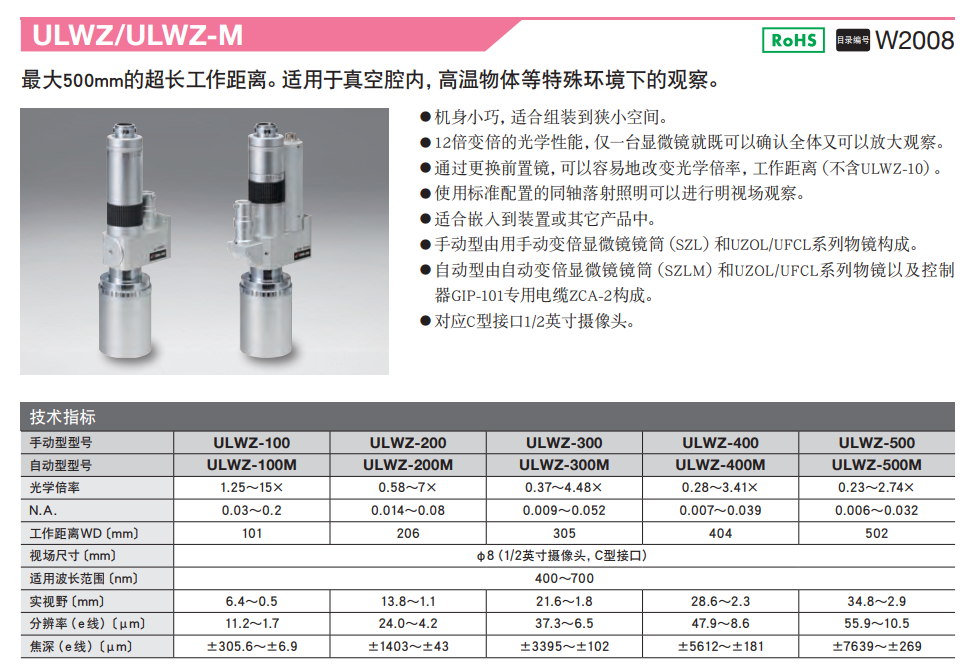 ULWZ/ULWZ-M
RoHS 目录编号 W2008
最大500mm的超长工作距离。适用于真空腔内，高温物体等特殊环境下的观察。
●机身小巧，适合组装到狭小空间。
●12倍变倍的光学性能，仅一台显微镜就既可以确认全体又可以放大观察。
●通过更换前置镜，可以容易地改变光学倍率，工作距离（不含ULWZ-10）。
●使用标准配置的同轴落射照明可以进行明视场观察。
●适合嵌入到装置或其它产品中。
●手动型由用手动变倍显微镜镜筒（SZL）和UZOL/UFCL系列物镜构成。
●自动型由自动变倍显微镜镜筒（SZLM）和UZOL/UFCL系列物镜以及控制
器GIP-101专用电缆ZCA-2构成。
●对应C型接口1/2英寸摄像头。
技术指标
手动型型号 ULWZ-100 ULWZ-200 ULWZ-300 ULWZ-400 ULWZ-500
自动型型号 ULWZ-100M ULWZ-200M ULWZ-300M ULWZ-400M ULWZ-500M
光学倍率 1.25～15× 0.58～7× 0.37～4.48× 0.28～3.41× 0.23～2.74×
N.A. 0.03～0.2 0.014～0.08 0.009～0.052 0.007～0.039 0.006～0.032
工作距离WD〔mm〕 101 206 305 404 502
视场尺寸〔mm〕 φ8（1/2英寸摄像头，C型接口）
适用波长范围〔nm〕 400～700
实视野〔mm〕 6.4～0.5 13.8～1.1 21.6～1.8 28.6～2.3 34.8～2.9
分辨率（e线）〔μm〕 11.2～1.7 24.0～4.2 37.3～6.5 47.9～8.6 55.9～10.5
焦深（e线）〔μm〕 ±305.6～±6.9 ±1403～±43 ±3395～±102 ±5612～±181 ±7639～±269